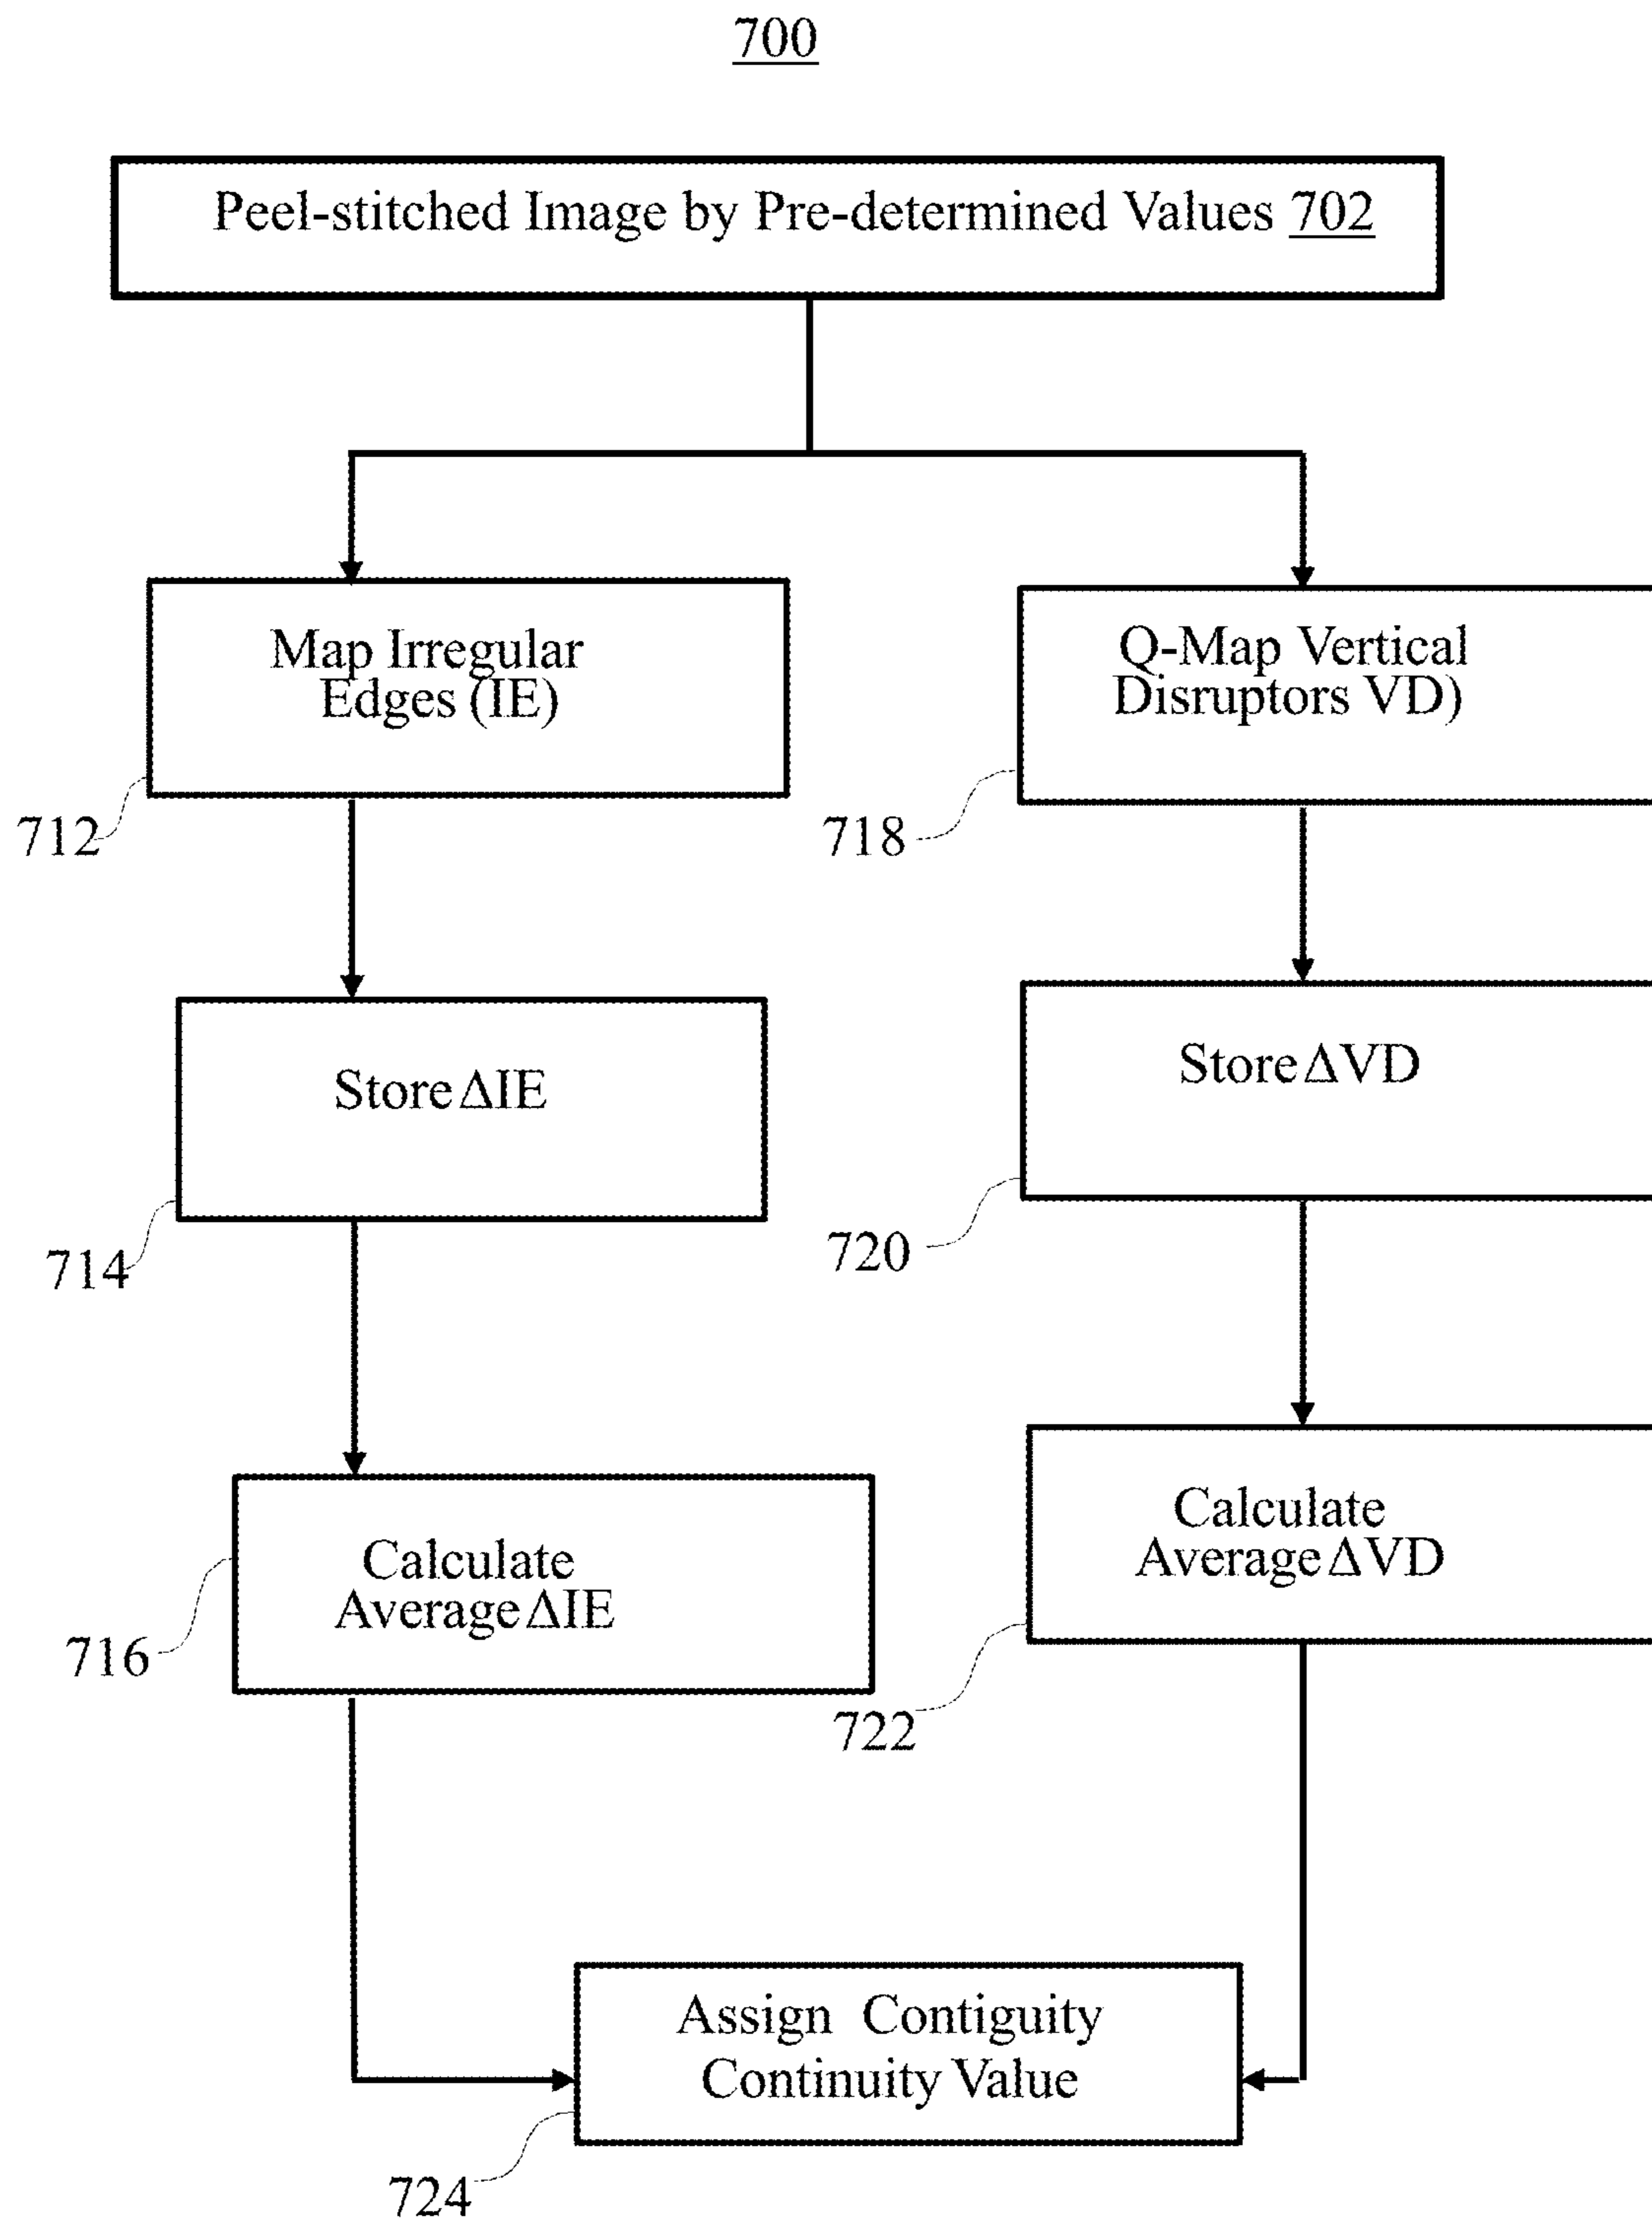 700
Peel-stitched Image by Pre-determined Values 702
Map Irregular
Edges (IE)
712
Q-Map Vertical
Disruptors VD)
718
Store ΔIE
714
Store ΔVD
720
Calculate
Average ΔIE
716
Calculate
Average ΔVD
722
Assign Contiguity
Continuity Value
724